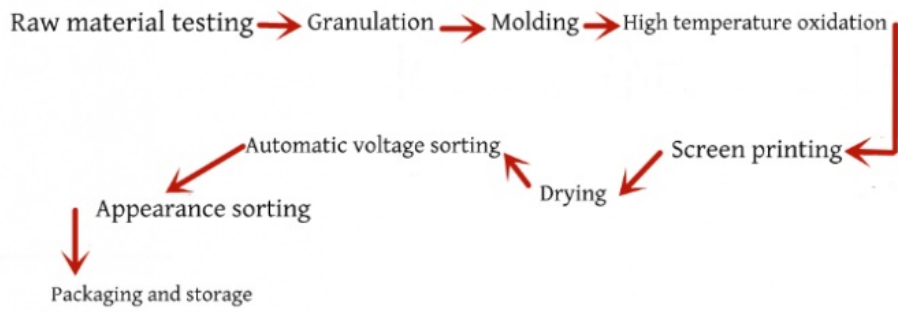 Raw material testing
Granulation
Molding
High temperature oxidation
Screen printing
Drying
Automatic voltage sorting
Appearance sorting
Packaging and storage